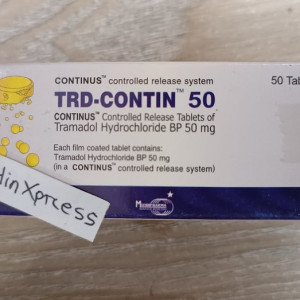 CONTINUS™ controlled release system
50 Tab
TRD-CONTIN™ 50
CONTINUS™ Controlled Release Tablets of
Tramadol Hydrochloride BP 50 mg
Each film coated tablet contains:
Tramadol Hydrochloride BP 50 mg
(in a CONTINUS™ controlled release system)
dinXpress